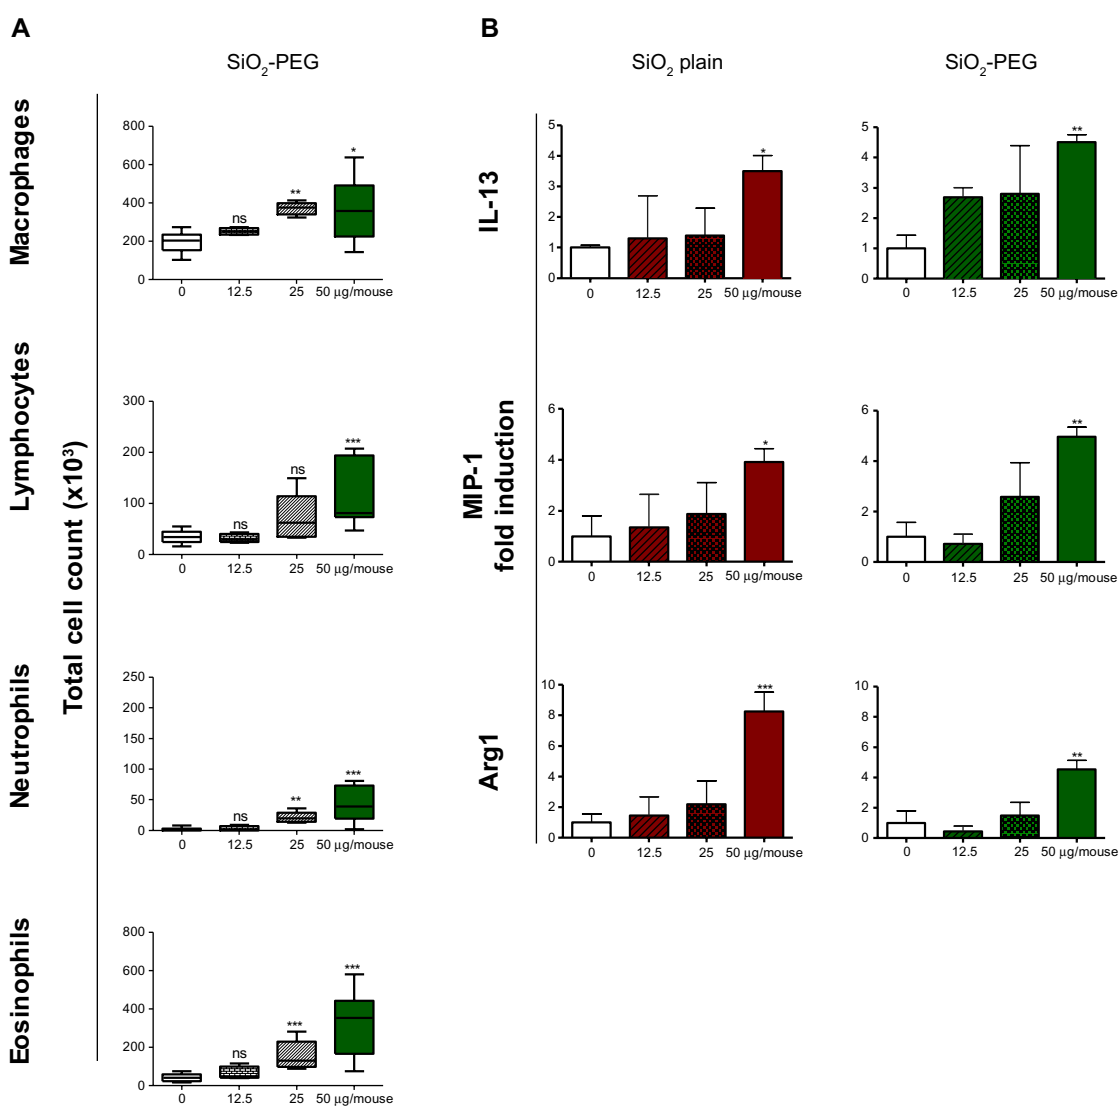 A
B
SiO2-PEG
SiO2 plain
SiO2-PEG
Total cell count (x10³)
Macrophages
800
600
400
200
0
ns
**
*
0 12.5 25 50 µg/mouse
Lymphocytes
300
200
100
0
ns
ns
***
0 12.5 25 50 µg/mouse
Neutrophils
250
200
150
100
50
0
ns
**
***
0 12.5 25 50 µg/mouse
Eosinophils
800
600
400
200
0
ns
***
***
0 12.5 25 50 µg/mouse
IL-13
5
4
3
2
1
0
*
0 12.5 25 50 µg/mouse
5
4
3
2
1
0
**
0 12.5 25 50 µg/mouse
MIP-1
fold induction
6
4
2
0
*
0 12.5 25 50 µg/mouse
6
4
2
0
**
0 12.5 25 50 µg/mouse
Arg1
10
8
6
4
2
0
***
0 12.5 25 50 µg/mouse
10
8
6
4
2
0
**
0 12.5 25 50 µg/mouse